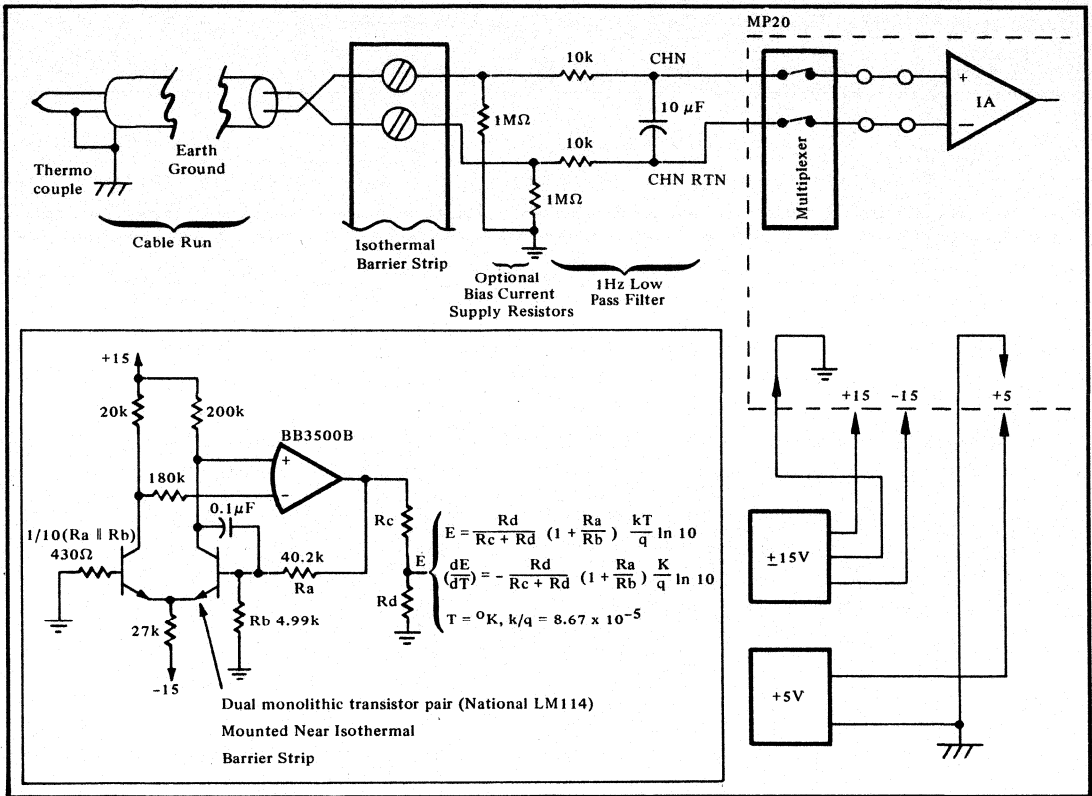 MP20
10k
CHN
1MΩ
10 μF
10k
CHN RTN
1MΩ
Multiplexer
+
IA
−
Thermo
couple
Earth
Ground
Cable Run
Isothermal
Barrier Strip
Optional
Bias Current
Supply Resistors
1Hz Low
Pass Filter
+15
20k
200k
BB3500B
+
−
180k
0.1μF
1/10(Ra ∥ Rb)
430Ω
40.2k
Ra
Rb 4.99k
27k
-15
Rc
E
Rd
E = Rd/(Rc + Rd) (1 + Ra/Rb) kT/q ln 10
(dE/dT) = - Rd/(Rc + Rd) (1 + Ra/Rb) K/q ln 10
T = °K, k/q = 8.67 x 10⁻⁵
Dual monolithic transistor pair (National LM114)
Mounted Near Isothermal
Barrier Strip
+15 -15 +5
±15V
+5V